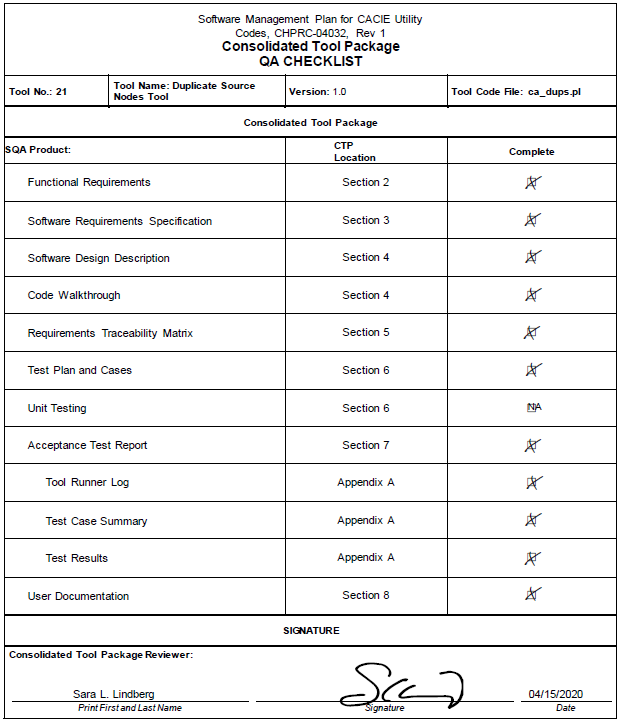 Software Management Plan for CACIE Utility
Codes, CHPRC-04032, Rev 1
Consolidated Tool Package
QA CHECKLIST
Tool No.: 21
Tool Name: Duplicate Source
Nodes Tool
Version: 1.0
Tool Code File: ca_dups.pl
Consolidated Tool Package
SQA Product:
CTP
Location
Complete
Functional Requirements Section 2
Software Requirements Specification Section 3
Software Design Description Section 4
Code Walkthrough Section 4
Requirements Traceability Matrix Section 5
Test Plan and Cases Section 6
Unit Testing Section 6 NA
Acceptance Test Report Section 7
Tool Runner Log Appendix A
Test Case Summary Appendix A
Test Results Appendix A
User Documentation Section 8
SIGNATURE
Consolidated Tool Package Reviewer:
Sara L. Lindberg 04/15/2020
Print First and Last Name Signature Date